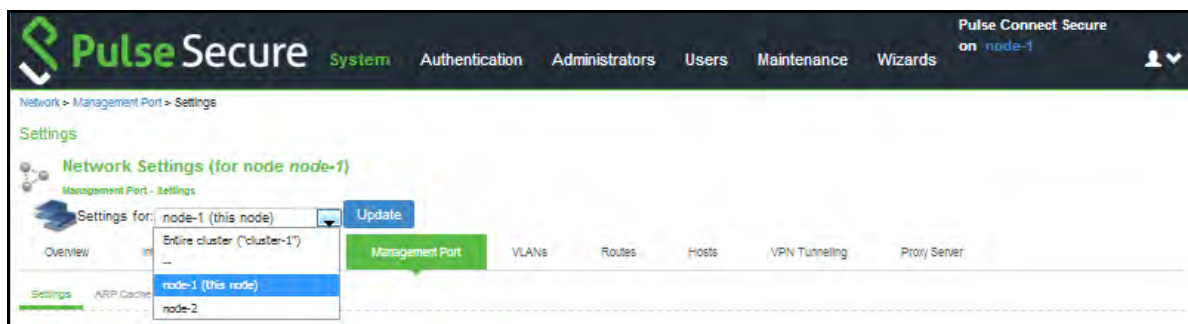 Pulse Secure
System Authentication Administrators Users Maintenance Wizards
Pulse Connect Secure
on node-1
Network > Management Port > Settings
Settings
Network Settings (for node node-1)
Management Port - Settings
Settings for: node-1 (this node) Update
Entire cluster ("cluster-1")
--
node-1 (this node)
node-2
Overview Management Port VLANs Routes Hosts VPN Tunneling Proxy Server
Settings ARP Cache